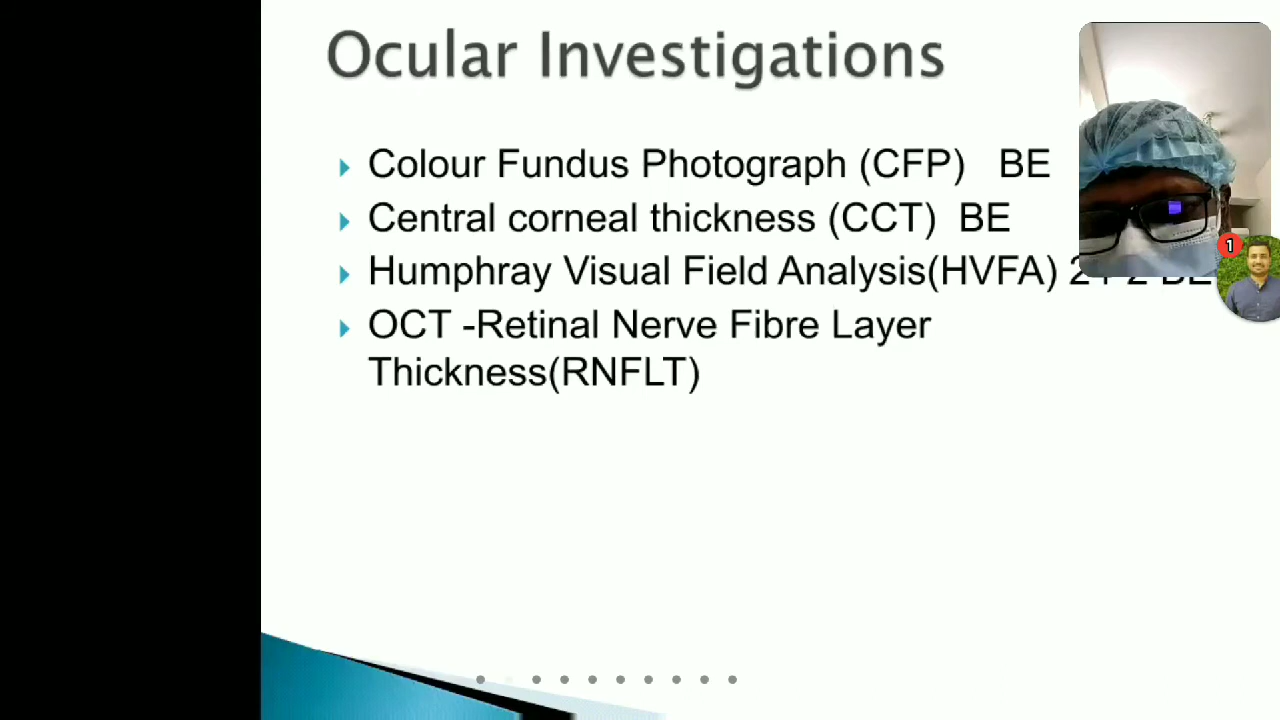 Ocular Investigations
Colour Fundus Photograph (CFP) BE
Central corneal thickness (CCT) BE
Humphray Visual Field Analysis(HVFA)
OCT -Retinal Nerve Fibre Layer
Thickness(RNFLT)
1